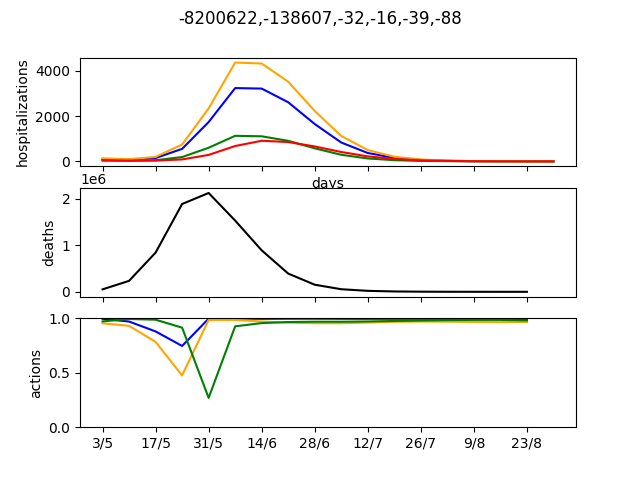 -8200622,-138607,-32,-16,-39,-88
hospitalizations
4000
2000
0
days
1e6
deaths
2
1
0
actions
1.0
0.5
0.0
3/5 17/5 31/5 14/6 28/6 12/7 26/7 9/8 23/8